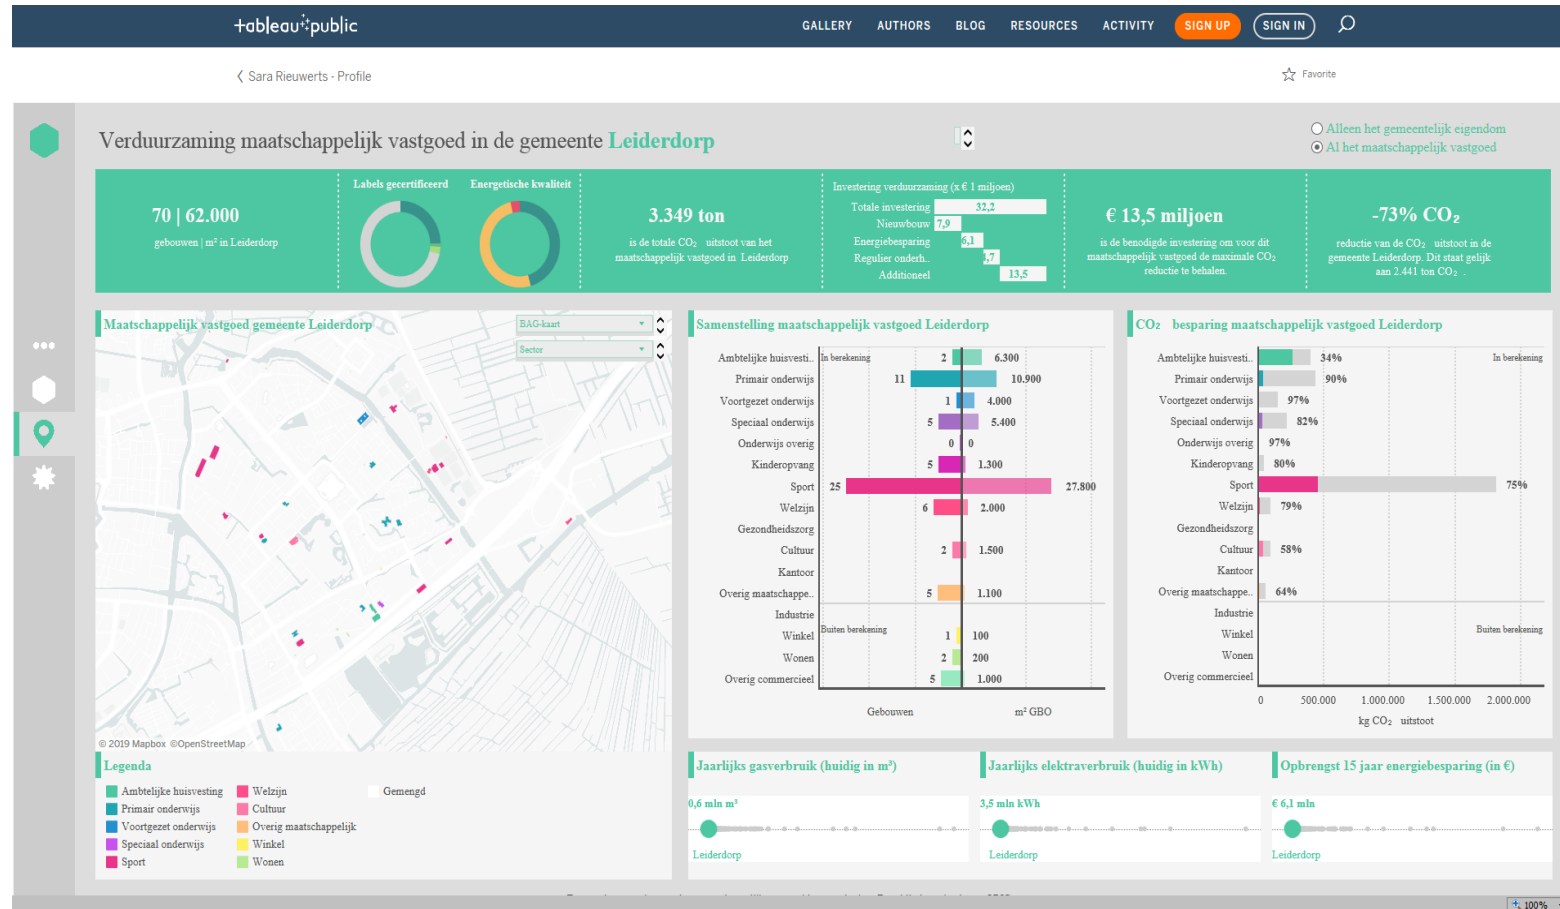 +ableau public
GALLERY AUTHORS BLOG RESOURCES ACTIVITY SIGN UP SIGN IN
Sara Rieuwerts - Profile
Favorite
Verduurzaming maatschappelijk vastgoed in de gemeente Leiderdorp
Alleen het gemeentelijk eigendom
Al het maatschappelijk vastgoed
70 | 62.000
gebouwen | m² in Leiderdorp
Labels gecertificeerd
Energetische kwaliteit
3.349 ton
is de totale CO₂ uitstoot van het
maatschappelijk vastgoed in Leiderdorp
Investering verduurzaming (x € 1 miljoen)
Totale investering 32,2
Nieuwbouw 7,9
Energiebesparing 6,1
Regulier onderh.. ,7
Additioneel 13,5
€ 13,5 miljoen
is de benodigde investering om voor dit
maatschappelijk vastgoed de maximale CO₂
reductie te behalen.
-73% CO₂
reductie van de CO₂ uitstoot in de
gemeente Leiderdorp. Dit staat gelijk
aan 2.441 ton CO₂ .
Maatschappelijk vastgoed gemeente Leiderdorp
BAG-kaart
Sector
© 2019 Mapbox ©OpenStreetMap
Legenda
Ambtelijke huisvesting
Primair onderwijs
Voortgezet onderwijs
Speciaal onderwijs
Sport
Welzijn
Cultuur
Overig maatschappelijk
Winkel
Wonen
Gemengd
Samenstelling maatschappelijk vastgoed Leiderdorp
Ambtelijke huisvesti.. In berekening 2 6.300
Primair onderwijs 11 10.900
Voortgezet onderwijs 1 4.000
Speciaal onderwijs 5 5.400
Onderwijs overig 0 0
Kinderopvang 5 1.300
Sport 25 27.800
Welzijn 6 2.000
Gezondheidszorg
Cultuur 2 1.500
Kantoor
Overig maatschappe.. 5 1.100
Industrie
Buiten berekening
Winkel 1 100
Wonen 2 200
Overig commercieel 5 1.000
Gebouwen m² GBO
CO₂ besparing maatschappelijk vastgoed Leiderdorp
Ambtelijke huisvesti.. 34% In berekening
Primair onderwijs 90%
Voortgezet onderwijs 97%
Speciaal onderwijs 82%
Onderwijs overig 97%
Kinderopvang 80%
Sport 75%
Welzijn 79%
Gezondheidszorg
Cultuur 58%
Kantoor
Overig maatschappe.. 64%
Industrie
Winkel Buiten berekening
Wonen
Overig commercieel
0 500.000 1.000.000 1.500.000 2.000.000
kg CO₂ uitstoot
Jaarlijks gasverbruik (huidig in m³)
0,6 mln m³
Leiderdorp
Jaarlijks elektraverbruik (huidig in kWh)
3,5 mln kWh
Leiderdorp
Opbrengst 15 jaar energiebesparing (in €)
€ 6,1 mln
Leiderdorp
100%